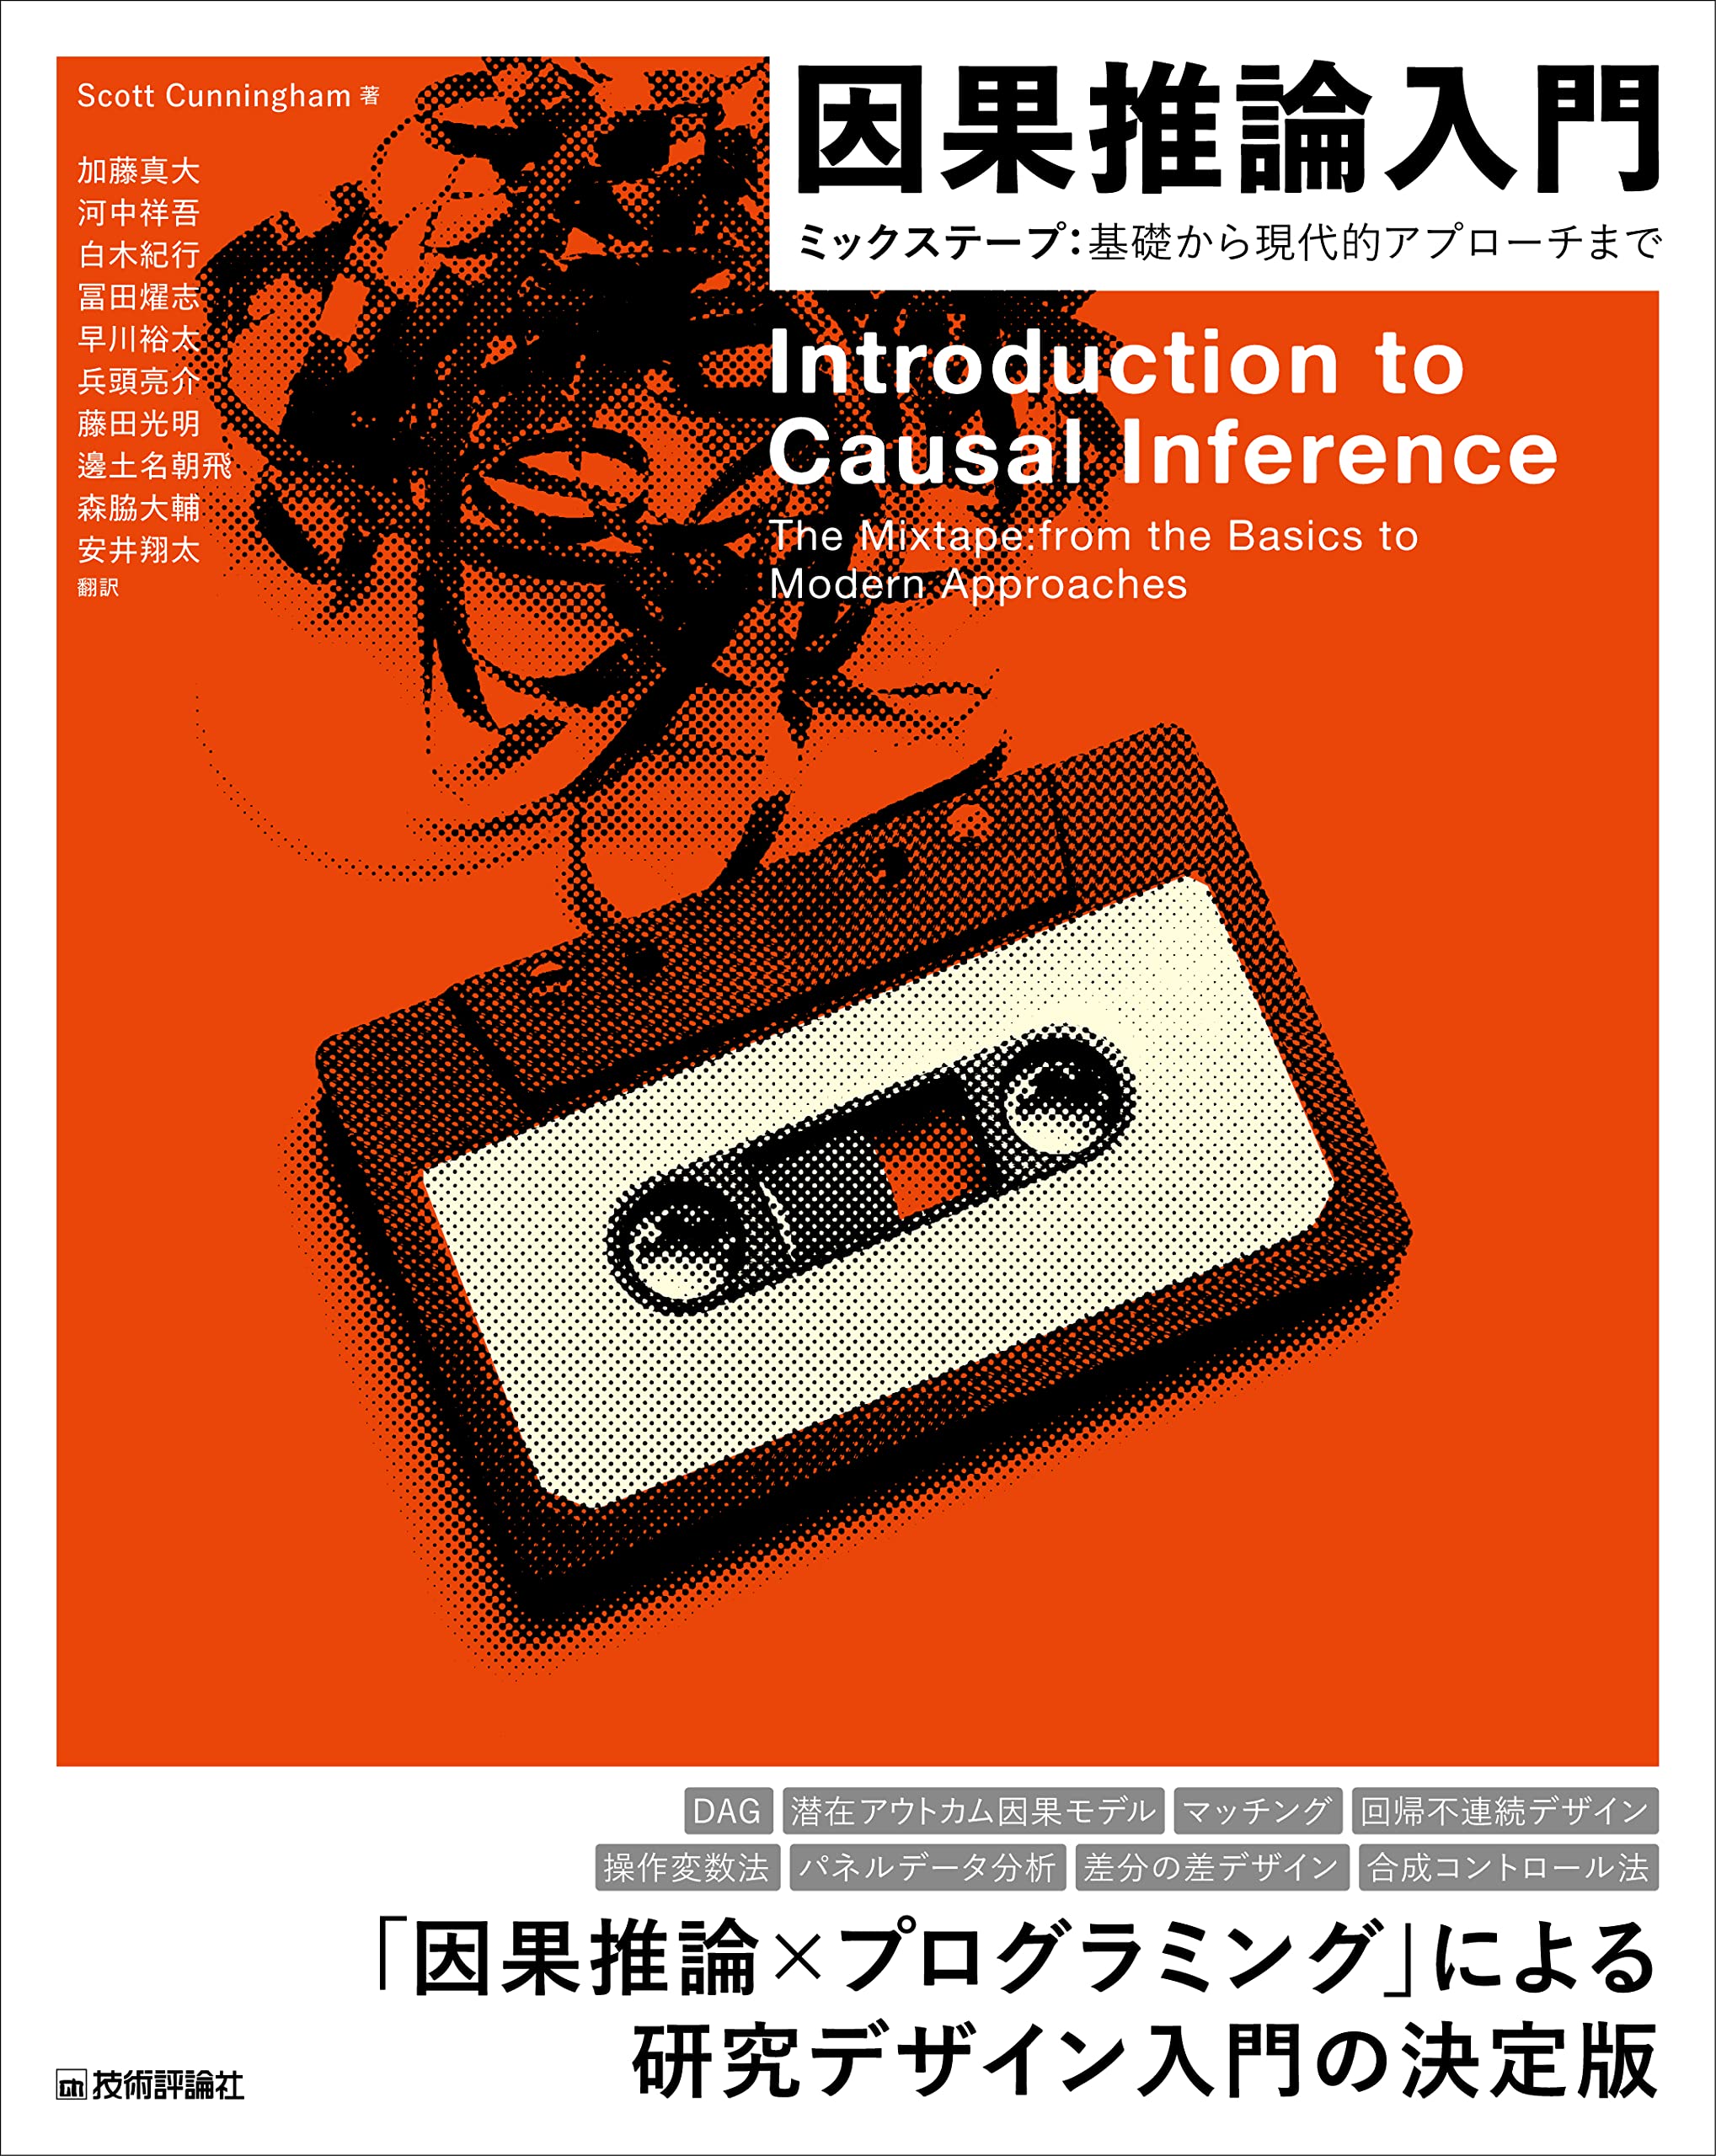 Scott Cunningham 著
加藤真大
河中祥吾
白木紀行
冨田燿志
早川裕太
兵頭亮介
藤田光明
邊土名朝飛
森脇大輔
安井翔太
翻訳
因果推論入門
ミックステープ：基礎から現代的アプローチまで
Introduction to
Causal Inference
The Mixtape:from the Basics to
Modern Approaches
DAG 潜在アウトカム因果モデル マッチング 回帰不連続デザイン
操作変数法 パネルデータ分析 差分の差デザイン 合成コントロール法
「因果推論×プログラミング」による
研究デザイン入門の決定版
技術評論社